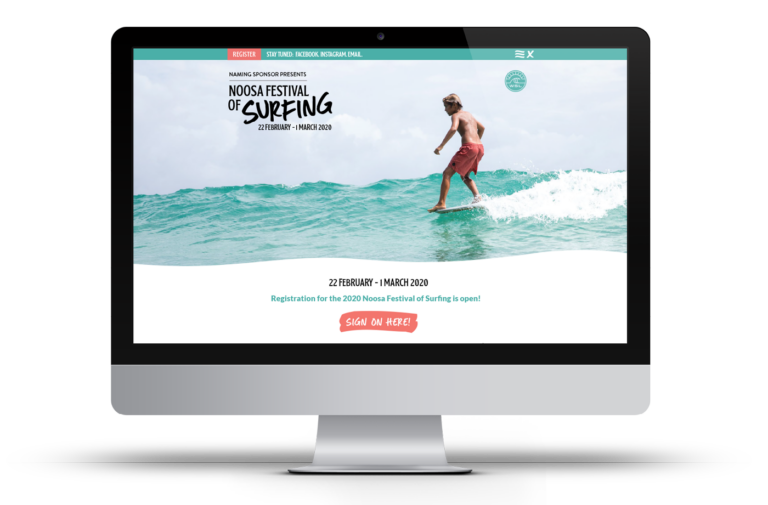 REGISTER STAY TUNED: FACEBOOK. INSTAGRAM. EMAIL.
NAMING SPONSOR PRESENTS
NOOSA FESTIVAL
OF SURFING
22 FEBRUARY - 1 MARCH 2020
22 FEBRUARY - 1 MARCH 2020
Registration for the 2020 Noosa Festival of Surfing is open!
SIGN ON HERE!